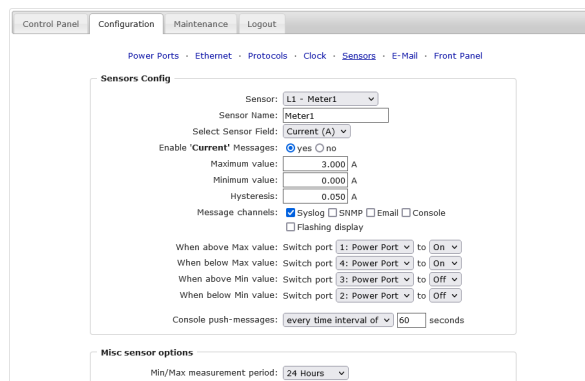 Control Panel Configuration Maintenance Logout
Power Ports · Ethernet · Protocols · Clock · Sensors · E-Mail · Front Panel
Sensors Config
Sensor: L1 - Meter1
Sensor Name: Meter1
Select Sensor Field: Current (A)
Enable 'Current' Messages: yes no
Maximum value: 3.000 A
Minimum value: 0.000 A
Hysteresis: 0.050 A
Message channels: Syslog SNMP Email Console
Flashing display
When above Max value: Switch port 1: Power Port to On
When below Max value: Switch port 4: Power Port to On
When above Min value: Switch port 3: Power Port to Off
When below Min value: Switch port 2: Power Port to Off
Console push-messages: every time interval of 60 seconds
Misc sensor options
Min/Max measurement period: 24 Hours